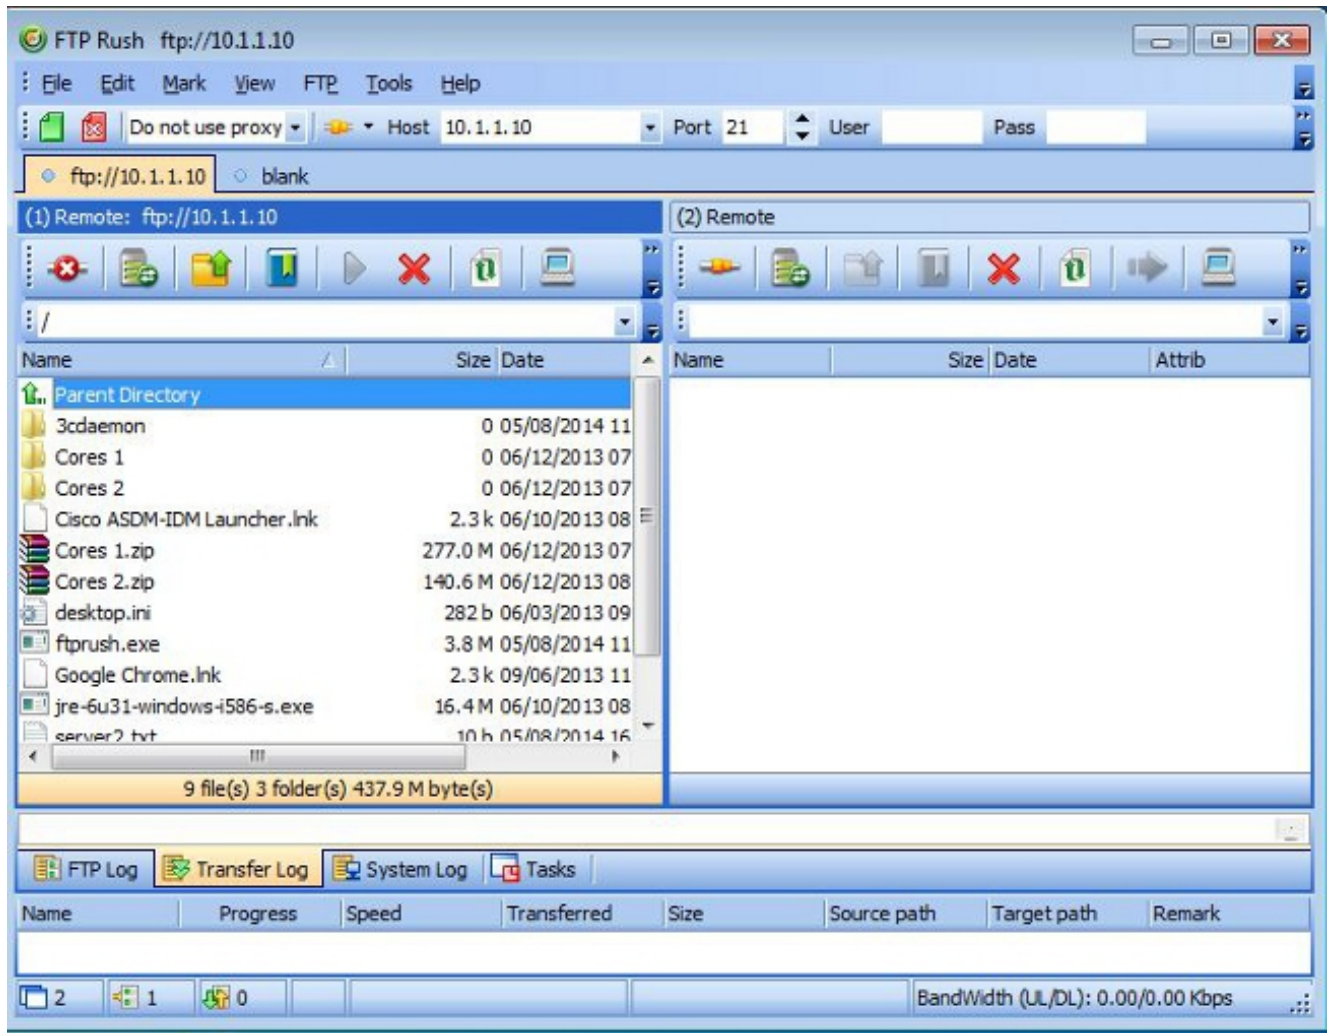 FTP Rush ftp://10.1.1.10
File Edit Mark View FTP Tools Help
Do not use proxy Host 10.1.1.10 Port 21 User Pass
ftp://10.1.1.10 blank
(1) Remote: ftp://10.1.1.10 (2) Remote
/
Name Size Date Name Size Date Attrib
Parent Directory
3cdaemon 0 05/08/2014 11
Cores 1 0 06/12/2013 07
Cores 2 0 06/12/2013 07
Cisco ASDM-IDM Launcher.lnk 2.3 k 06/10/2013 08
Cores 1.zip 277.0 M 06/12/2013 07
Cores 2.zip 140.6 M 06/12/2013 08
desktop.ini 282 b 06/03/2013 09
ftprush.exe 3.8 M 05/08/2014 11
Google Chrome.lnk 2.3 k 09/06/2013 11
jre-6u31-windows-i586-s.exe 16.4 M 06/10/2013 08
server2.txt 10 b 05/08/2014 16
9 file(s) 3 folder(s) 437.9 M byte(s)
FTP Log Transfer Log System Log Tasks
Name Progress Speed Transferred Size Source path Target path Remark
2 1 0 BandWidth (UL/DL): 0.00/0.00 Kbps